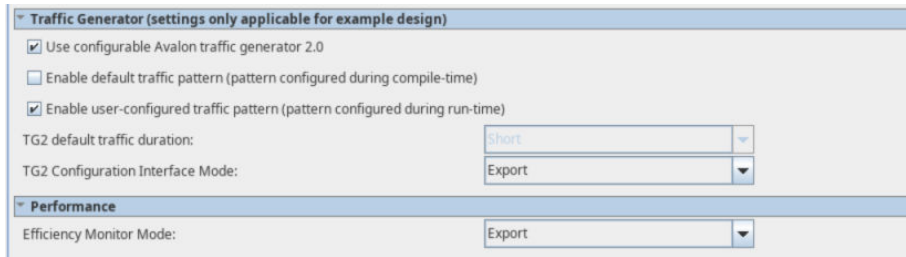 Traffic Generator (settings only applicable for example design)
Use configurable Avalon traffic generator 2.0
Enable default traffic pattern (pattern configured during compile-time)
Enable user-configured traffic pattern (pattern configured during run-time)
TG2 default traffic duration: Short
TG2 Configuration Interface Mode: Export
Performance
Efficiency Monitor Mode: Export